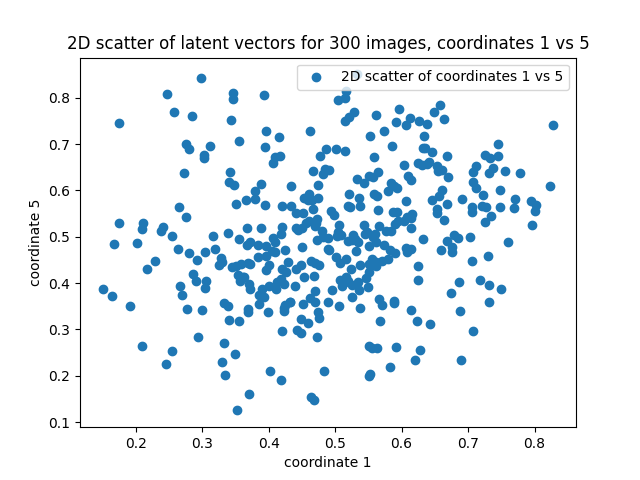 2D scatter of latent vectors for 300 images, coordinates 1 vs 5
2D scatter of coordinates 1 vs 5
0.8
0.7
0.6
0.5
0.4
0.3
0.2
0.1
coordinate 5
0.2 0.3 0.4 0.5 0.6 0.7 0.8
coordinate 1